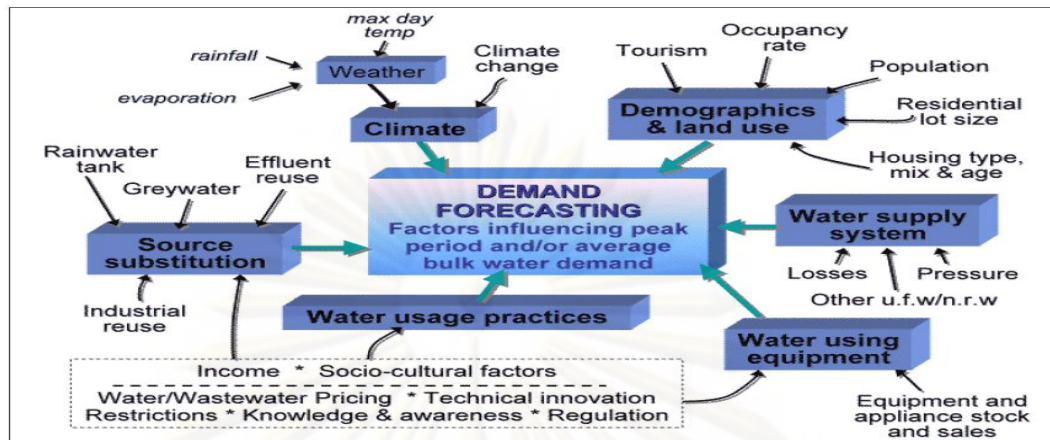 max day
temp
rainfall
Weather
evaporation
Climate
change
Climate
Tourism
Occupancy
rate
Population
Demographics
& land use
Residential
lot size
Housing type,
mix & age
Rainwater
tank
Greywater
Effluent
reuse
Source
substitution
Industrial
reuse
DEMAND
FORECASTING
Factors influencing peak
period and/or average
bulk water demand
Water supply
system
Losses
Pressure
Other u.f.w/n.r.w
Water usage practices
Water using
equipment
Income * Socio-cultural factors
Water/Wastewater Pricing * Technical innovation
Restrictions * Knowledge & awareness * Regulation
Equipment and
appliance stock
and sales